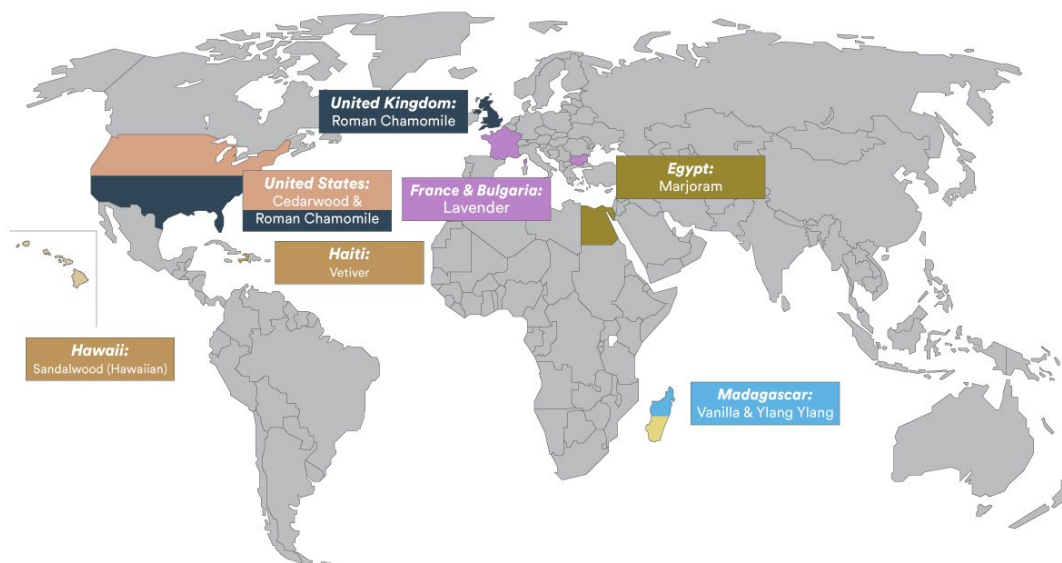 United Kingdom:
Roman Chamomile
United States:
Cedarwood &
Roman Chamomile
France & Bulgaria:
Lavender
Egypt:
Marjoram
Haiti:
Vetiver
Hawaii:
Sandalwood (Hawaiian)
Madagascar:
Vanilla & Ylang Ylang